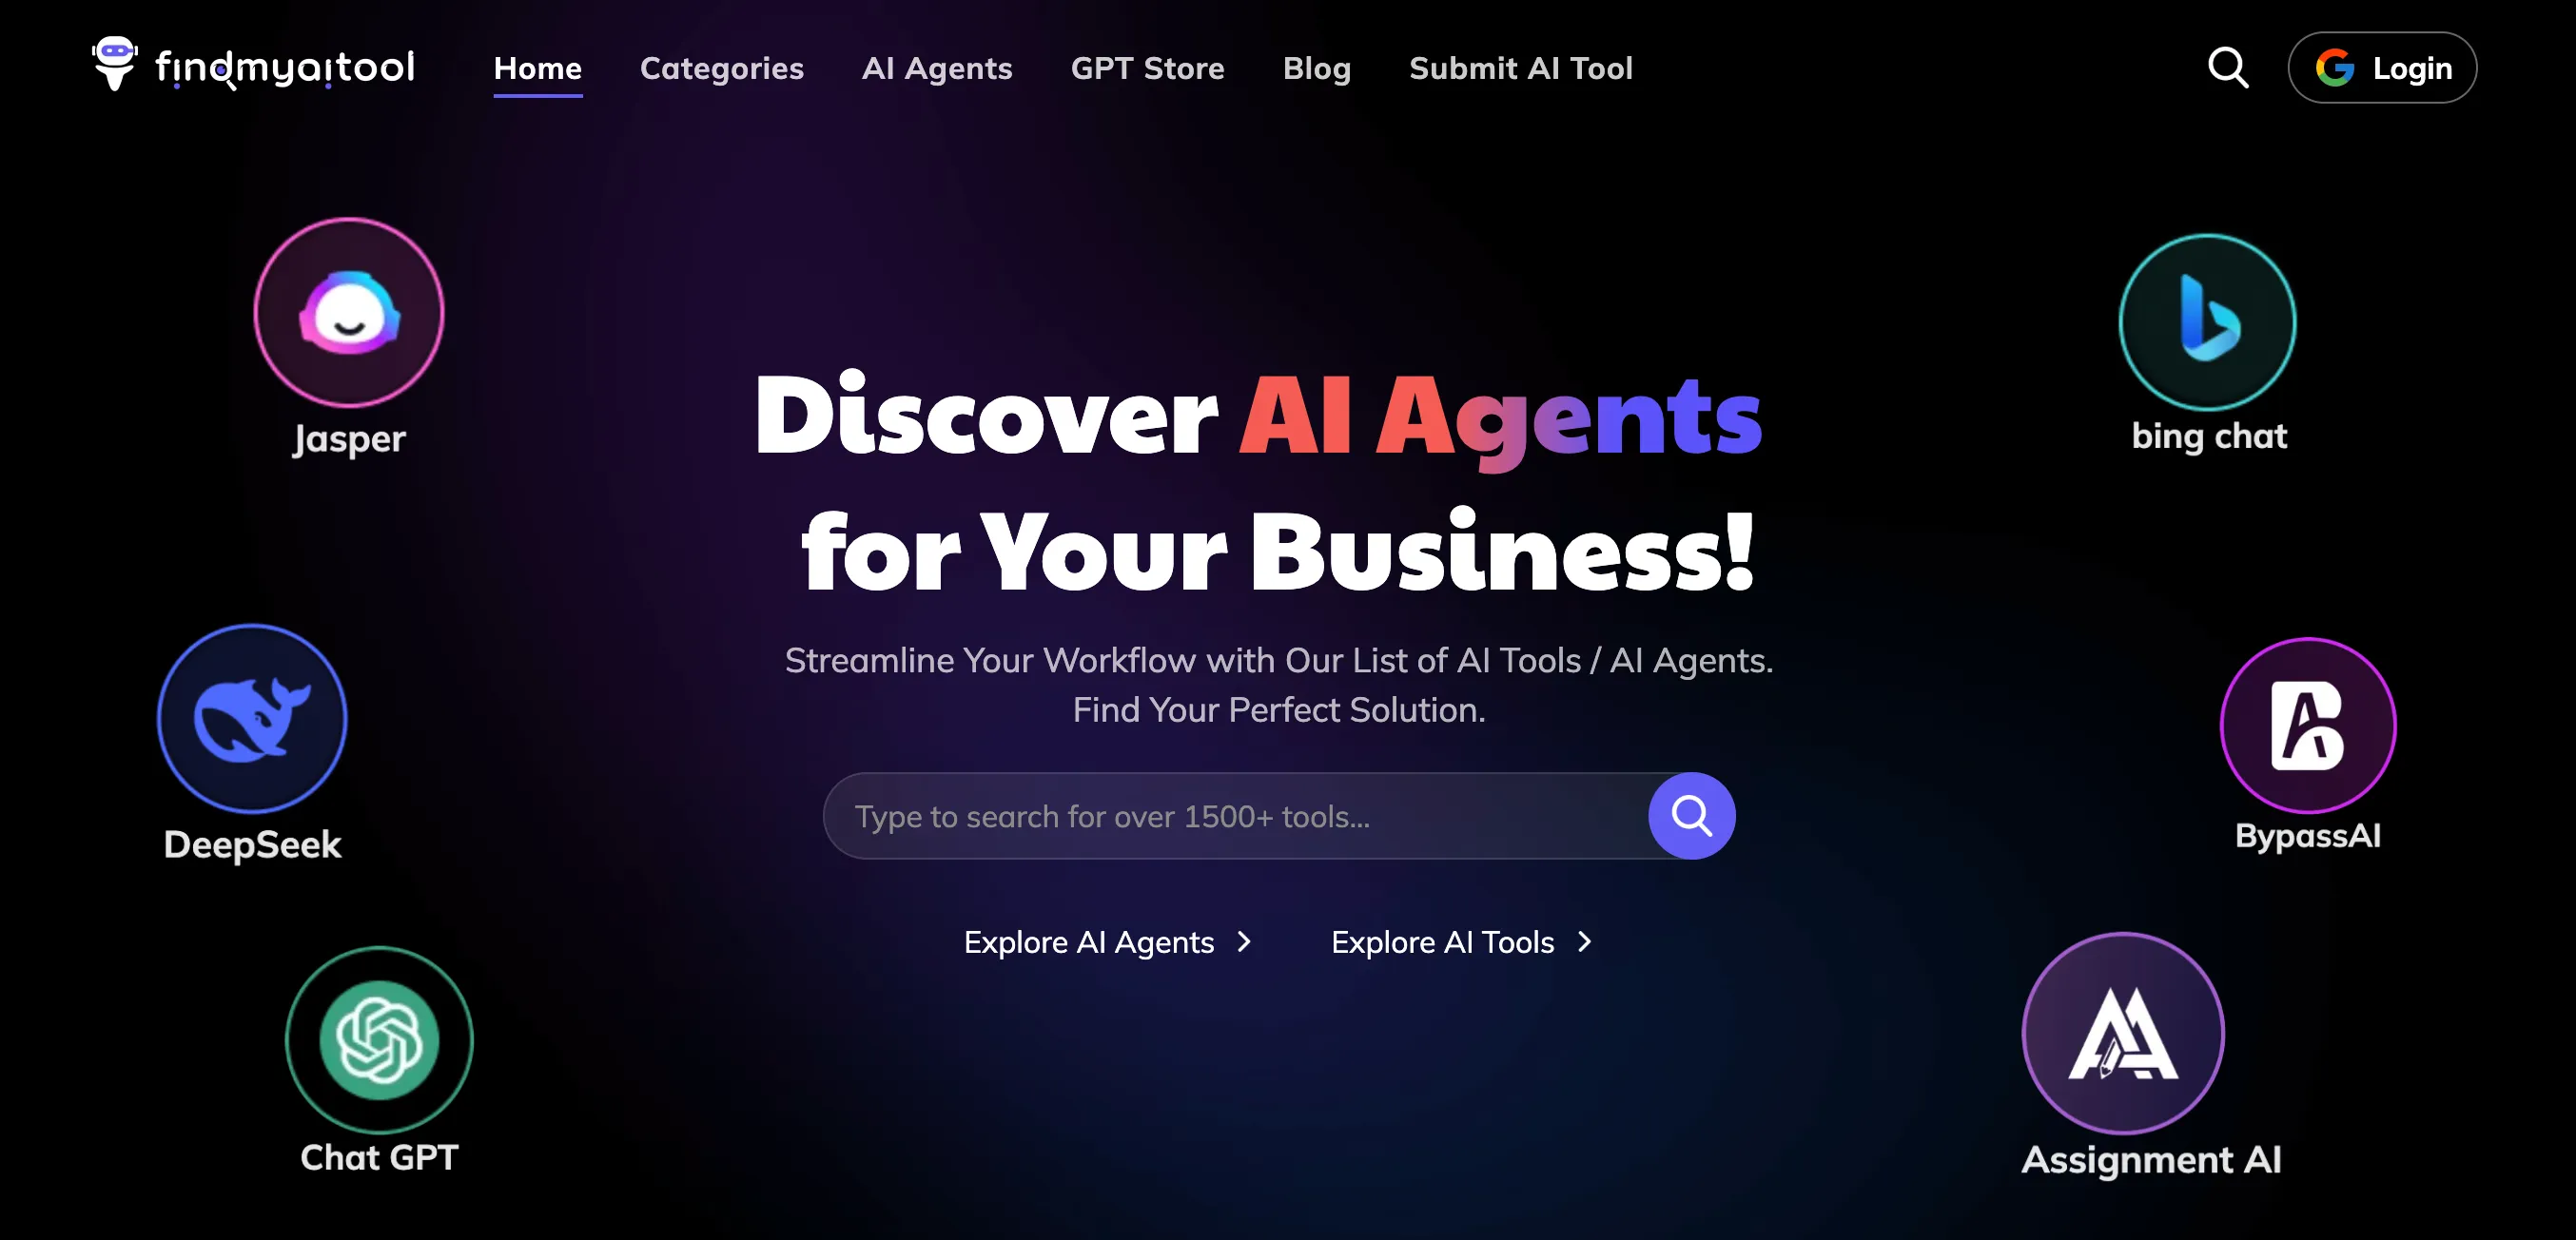 findmyaitool
Home
Categories
AI Agents
GPT Store
Blog
Submit AI Tool
Login
Jasper
bing chat
Discover AI Agents
for Your Business!
Streamline Your Workflow with Our List of AI Tools / AI Agents.
Find Your Perfect Solution.
DeepSeek
BypassAI
Type to search for over 1500+ tools...
Explore AI Agents
Explore AI Tools
Chat GPT
Assignment AI